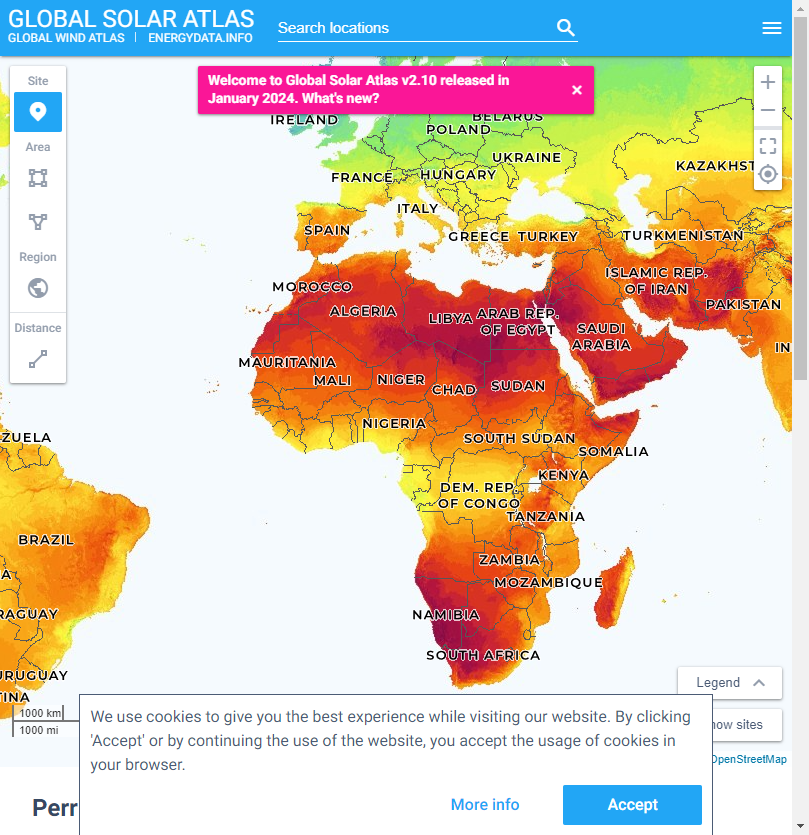 GLOBAL SOLAR ATLAS
GLOBAL WIND ATLAS
ENERGYDATA.INFO
Search locations
Site
Area
Region
Distance
Welcome to Global Solar Atlas v2.10 released in
January 2024. What's new?
IRELAND
BELARUS
POLAND
UKRAINE
FRANCE
HUNGARY
KAZAKHST
ITALY
SPAIN
GREECE
TURKEY
TURKMENISTAN
MOROCCO
ISLAMIC REP.
OF IRAN
ALGERIA
LIBYA
ARAB REP.
OF EGYPT
PAKISTAN
SAUDI
ARABIA
IN
MAURITANIA
MALI
NIGER
CHAD
SUDAN
NIGERIA
ZUELA
SOUTH SUDAN
SOMALIA
KENYA
DEM. REP.
OF CONGO
TANZANIA
BRAZIL
ZAMBIA
A
MOZAMBIQUE
RAGUAY
NAMIBIA
SOUTH AFRICA
URUGUAY
TINA
Legend
1000 km
1000 mi
how sites
OpenStreetMap
We use cookies to give you the best experience while visiting our website. By clicking
'Accept' or by continuing the use of the website, you accept the usage of cookies in
your browser.
More info
Accept
Perr